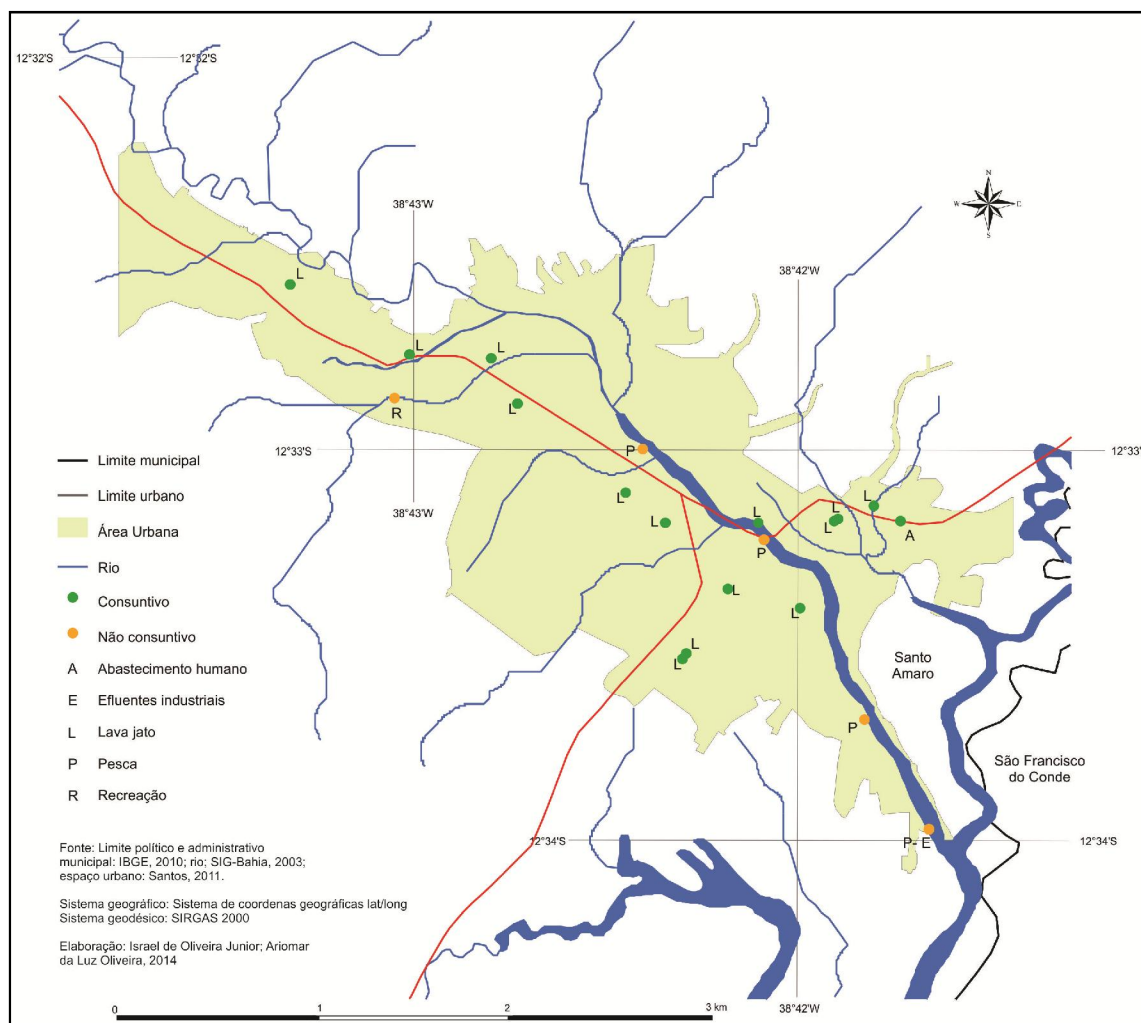 12°32'S
12°32'S
N
W
E
S
38°43'W
38°42'W
L
L
L
R
L
12°33'S
P
12°33'S
38°43'W
L
L
L
P
L
L
L
A
L
L
L
L
Limite municipal
Limite urbano
Área Urbana
Rio
Consuntivo
Não consuntivo
A Abastecimento humano
E Efluentes industriais
L Lava jato
P Pesca
R Recreação
Santo
Amaro
P
São Francisco
do Conde
12°34'S
P- E
12°34'S
Fonte: Limite político e administrativo
municipal: IBGE, 2010; rio; SIG-Bahia, 2003;
espaço urbano: Santos, 2011.
Sistema geográfico: Sistema de coordenas geográficas lat/long
Sistema geodésico: SIRGAS 2000
Elaboração: Israel de Oliveira Junior; Ariomar
da Luz Oliveira, 2014
38°42'W
0 1 2 3 km